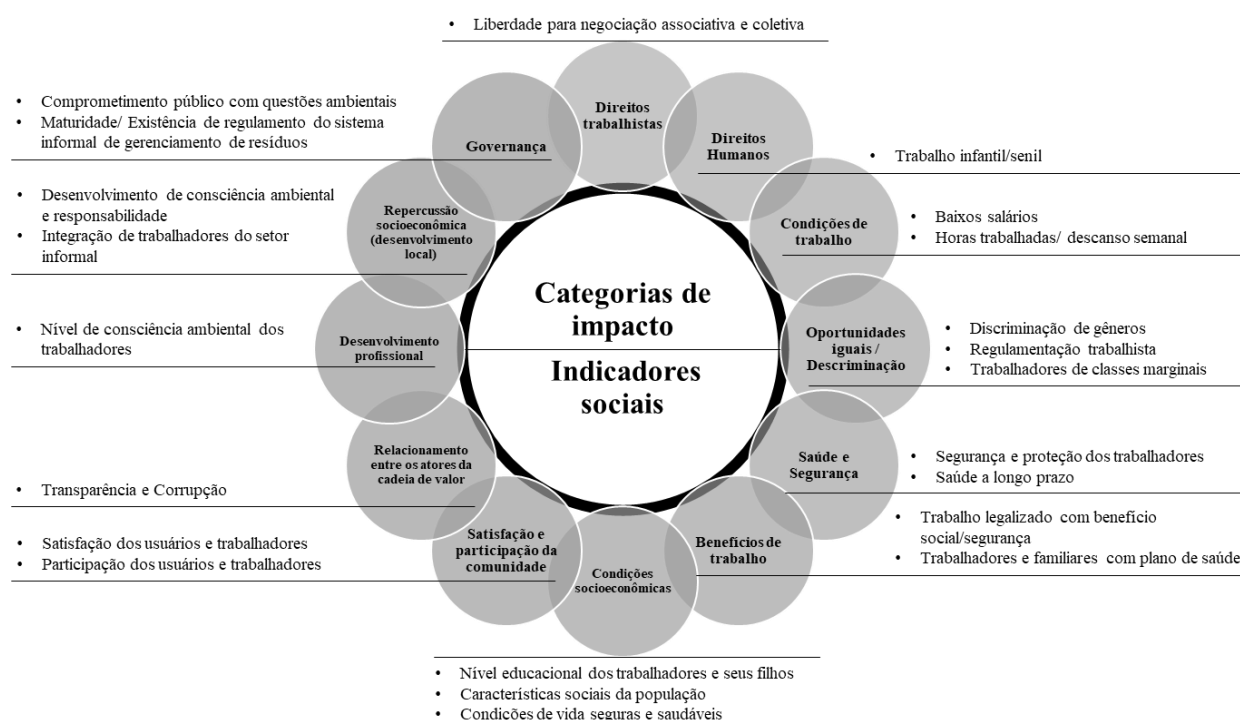 • Liberdade para negociação associativa e coletiva
Direitos
trabalhistas
Direitos
Humanos
• Trabalho infantil/senil
Condições de
trabalho
• Baixos salários
• Horas trabalhadas/ descanso semanal
Oportunidades
iguais /
Descriminação
• Discriminação de gêneros
• Regulamentação trabalhista
• Trabalhadores de classes marginais
Saúde e
Segurança
• Segurança e proteção dos trabalhadores
• Saúde a longo prazo
Benefícios de
trabalho
• Trabalho legalizado com benefício
social/segurança
• Trabalhadores e familiares com plano de saúde
Condições
socioeconômicas
• Nível educacional dos trabalhadores e seus filhos
• Características sociais da população
• Condições de vida seguras e saudáveis
Satisfação e
participação da
comunidade
• Satisfação dos usuários e trabalhadores
• Participação dos usuários e trabalhadores
Relacionamento
entre os atores da
cadeia de valor
• Transparência e Corrupção
Desenvolvimento
profissional
• Nível de consciência ambiental dos
trabalhadores
Repercussão
socioeconômica
(desenvolvimento
local)
• Desenvolvimento de consciência ambiental
e responsabilidade
• Integração de trabalhadores do setor
informal
Governança
• Comprometimento público com questões ambientais
• Maturidade/ Existência de regulamento do sistema
informal de gerenciamento de resíduos
Categorias de
impacto
Indicadores
sociais